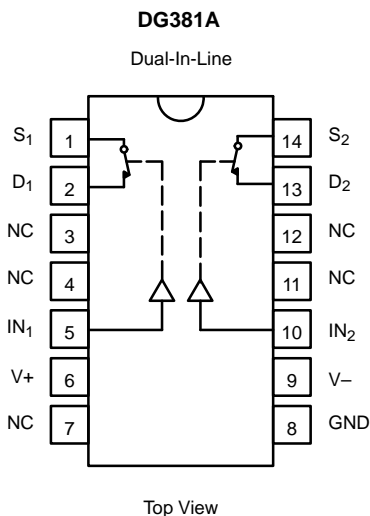 DG381A
Dual-In-Line
S₁ 1 14 S₂
D₁ 2 13 D₂
NC 3 12 NC
NC 4 11 NC
IN₁ 5 10 IN₂
V+ 6 9 V–
NC 7 8 GND
Top View